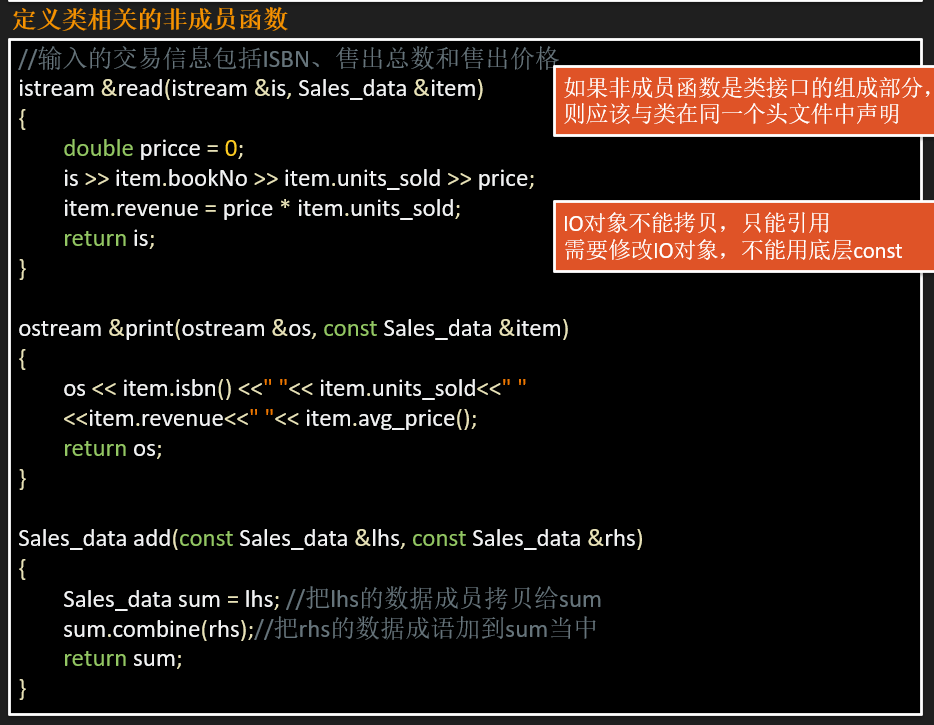 定义类相关的非成员函数
//输入的交易信息包括ISBN、售出总数和售出价格
istream &read(istream &is, Sales_data &item)
{
double pricce = 0;
is >> item.bookNo >> item.units_sold >> price;
item.revenue = price * item.units_sold;
return is;
}
如果非成员函数是类接口的组成部分，
则应该与类在同一个头文件中声明
IO对象不能拷贝，只能引用
需要修改IO对象，不能用底层const
ostream &print(ostream &os, const Sales_data &item)
{
os << item.isbn() <<" "<< item.units_sold<<" "
<<item.revenue<<" "<< item.avg_price();
return os;
}
Sales_data add(const Sales_data &lhs, const Sales_data &rhs)
{
Sales_data sum = lhs; //把lhs的数据成员拷贝给sum
sum.combine(rhs);//把rhs的数据成语加到sum当中
return sum;
}